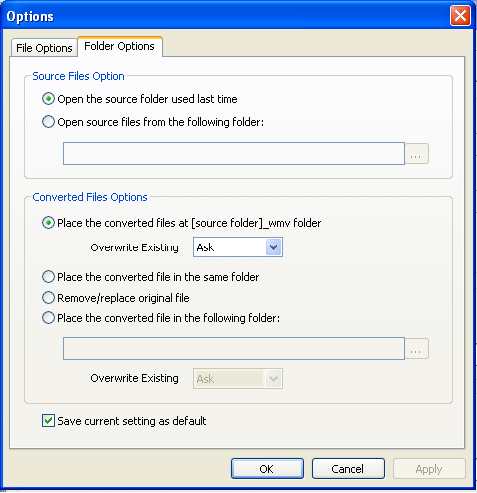 Options
File Options
Folder Options
Source Files Option
Open the source folder used last time
Open source files from the following folder:
...
Converted Files Options
Place the converted files at [source folder]_wmv folder
Overwrite Existing Ask
Place the converted file in the same folder
Remove/replace original file
Place the converted file in the following folder:
...
Overwrite Existing Ask
Save current setting as default
OK Cancel Apply